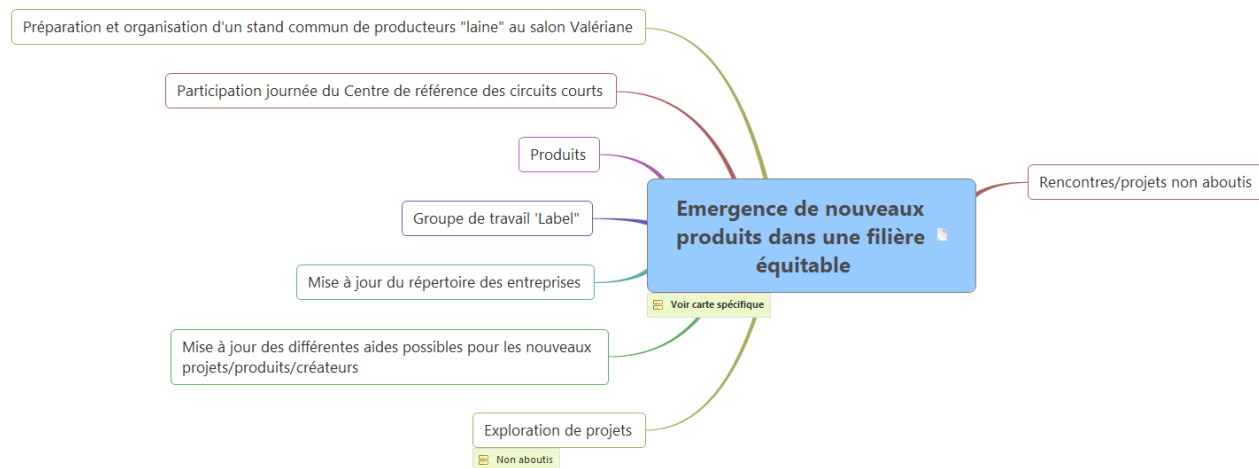 Préparation et organisation d'un stand commun de producteurs "laine" au salon Valériane
Participation journée du Centre de référence des circuits courts
Produits
Groupe de travail 'Label"
Mise à jour du répertoire des entreprises
Mise à jour des différentes aides possibles pour les nouveaux
projets/produits/créateurs
Exploration de projets
Non aboutis
Emergence de nouveaux
produits dans une filière
équitable
Voir carte spécifique
Rencontres/projets non aboutis